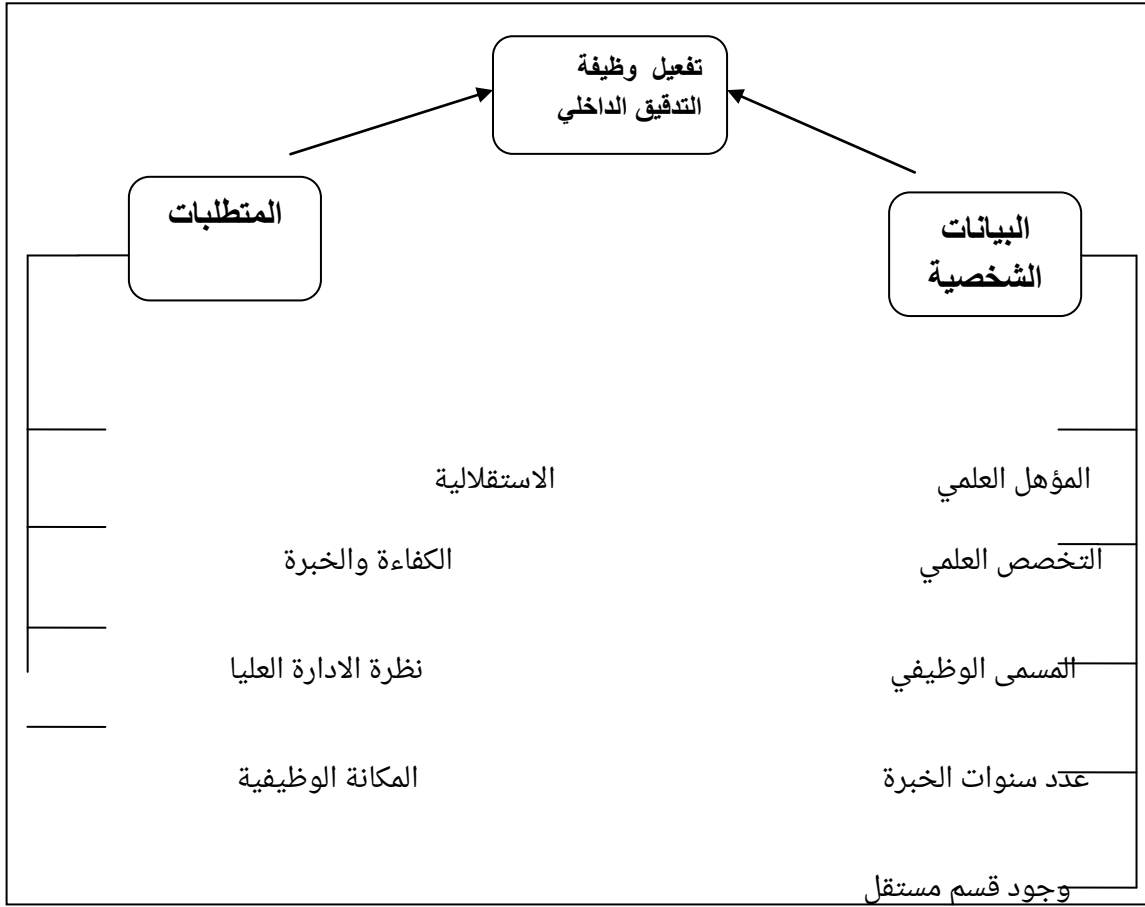 تفعيل وظيفة
التدقيق الداخلي
البيانات
الشخصية
المتطلبات
المؤهل العلمي
الاستقلالية
التخصص العلمي
الكفاءة والخبرة
المسمى الوظيفي
نظرة الادارة العليا
عدد سنوات الخبرة
المكانة الوظيفية
وجود قسم مستقل